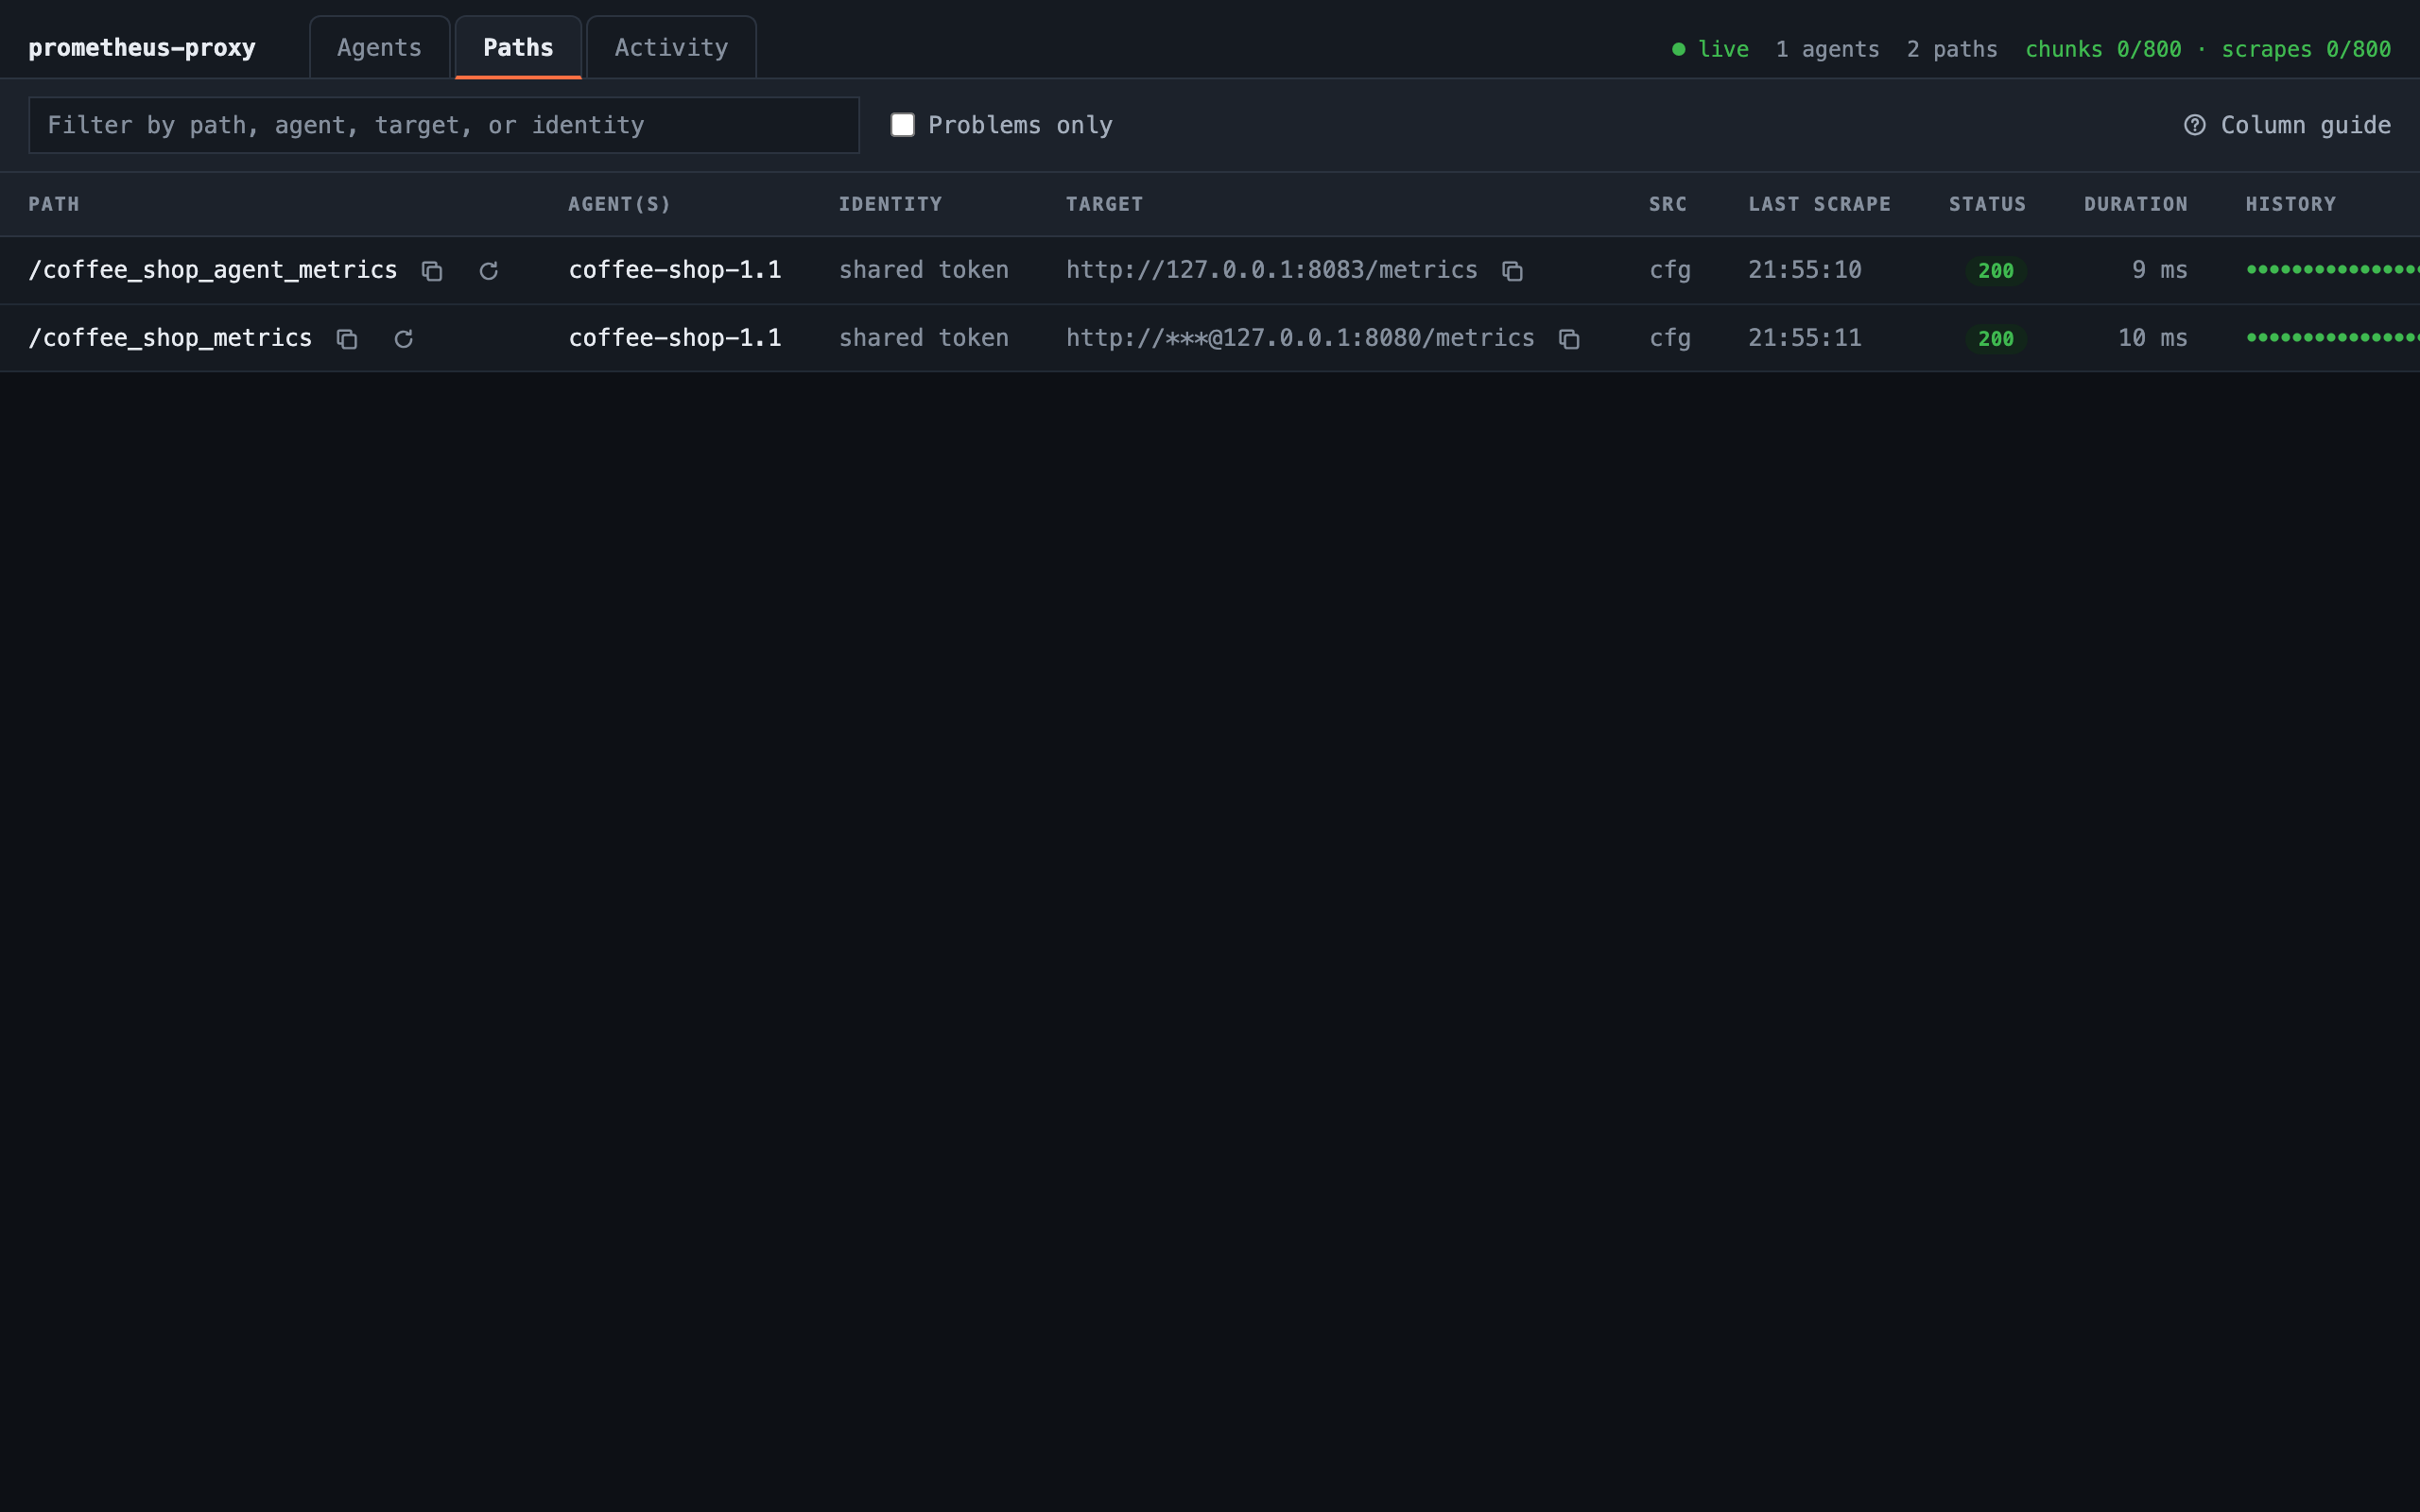 prometheus-proxy Agents Paths Activity live 1 agents 2 paths chunks 0/800 · scrapes 0/800
Filter by path, agent, target, or identity Problems only Column guide
PATH AGENT(S) IDENTITY TARGET SRC LAST SCRAPE STATUS DURATION HISTORY
/coffee_shop_agent_metrics coffee-shop-1.1 shared token http://127.0.0.1:8083/metrics cfg 21:55:10 200 9 ms
/coffee_shop_metrics coffee-shop-1.1 shared token http://***@127.0.0.1:8080/metrics cfg 21:55:11 200 10 ms